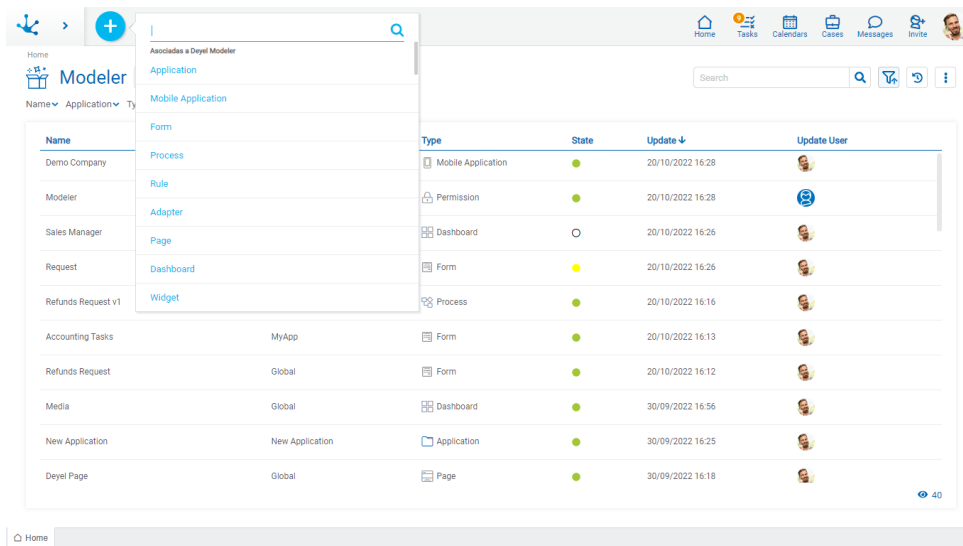 9
Home Tasks Calendars Cases Messages Invite
Asociadas a Deyel Modeler
Application
Mobile Application
Form
Process
Rule
Adapter
Page
Dashboard
Widget
Home
Modeler
Search
Name Application Ty
Name Type State Update Update User
Demo Company Mobile Application 20/10/2022 16:28
Modeler Permission 20/10/2022 16:28
Sales Manager Dashboard 20/10/2022 16:26
Request Form 20/10/2022 16:26
Refunds Request v1 Process 20/10/2022 16:16
Accounting Tasks MyApp Form 20/10/2022 16:13
Refunds Request Global Form 20/10/2022 16:12
Media Global Dashboard 30/09/2022 16:56
New Application New Application Application 30/09/2022 16:25
Deyel Page Global Page 30/09/2022 16:18
40
Home